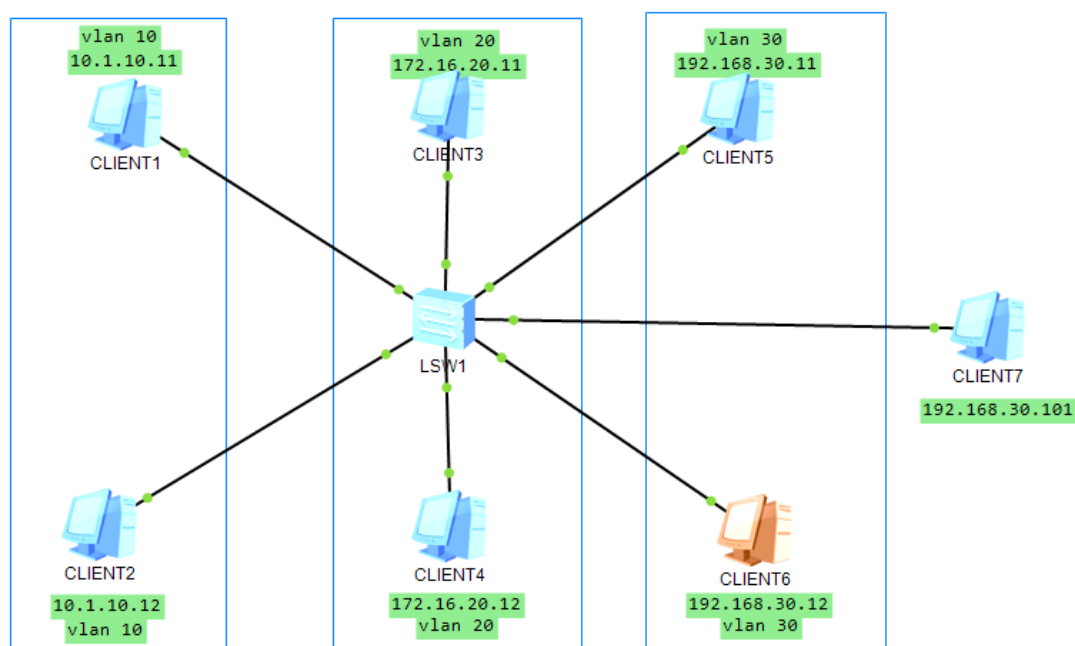 vlan 10
10.1.10.11
CLIENT1
vlan 20
172.16.20.11
CLIENT3
vlan 30
192.168.30.11
CLIENT5
LSW1
CLIENT7
192.168.30.101
CLIENT2
10.1.10.12
vlan 10
CLIENT4
172.16.20.12
vlan 20
CLIENT6
192.168.30.12
vlan 30